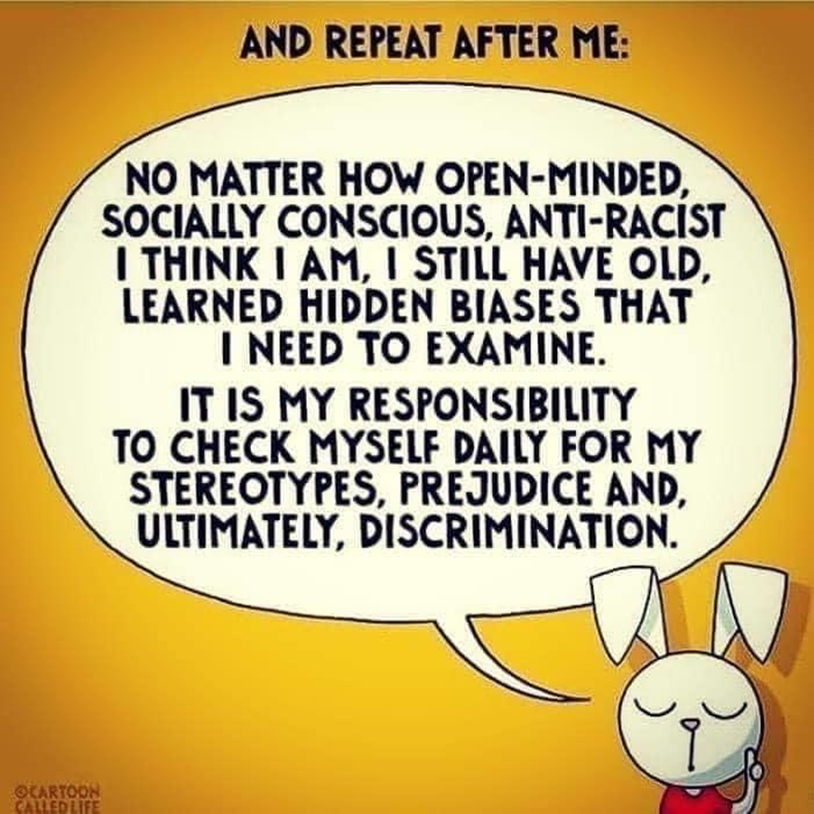 AND REPEAT AFTER ME:
NO MATTER HOW OPEN-MINDED,
SOCIALLY CONSCIOUS, ANTI-RACIST
I THINK I AM, I STILL HAVE OLD,
LEARNED HIDDEN BIASES THAT
I NEED TO EXAMINE.
IT IS MY RESPONSIBILITY
TO CHECK MYSELF DAILY FOR MY
STEREOTYPES, PREJUDICE AND,
ULTIMATELY, DISCRIMINATION.
©CARTOON
CALLED LIFE